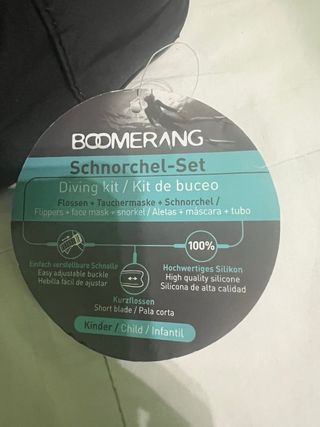 BOOMERANG
Schnorchel-Set
Diving kit / Kit de buceo
Flossen + Tauchermaske + Schnorchel /
Flippers + face mask + snorkel / Aletas + máscara + tubo
100%
Einfach verstellbare Schnalle
Easy adjustable buckle
Hebilla fácil de ajustar
Hochwertiges Silikon
High quality silicone
Silicona de alta calidad
Kurzflossen
Short blade / Pala corta
Kinder / Child / Infantil